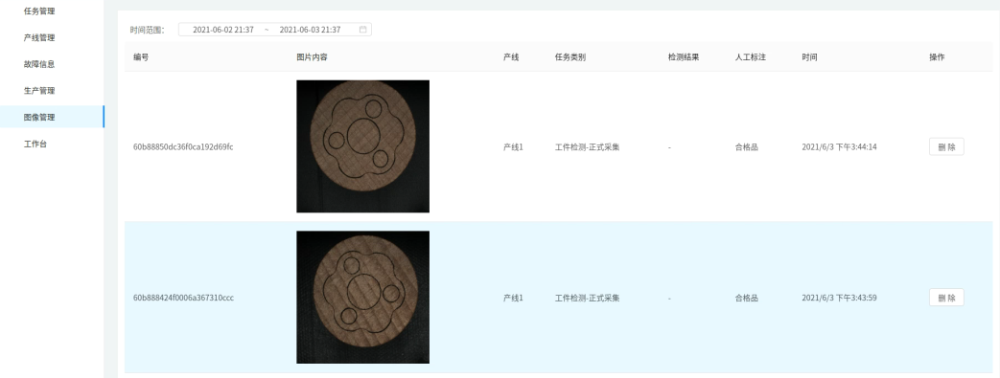 任务管理
产线管理
故障信息
生产管理
图像管理
工作台
时间范围: 2021-06-02 21:37 ~ 2021-06-03 21:37
编号 图片内容 产线 任务类别 检测结果 人工标注 时间 操作
60b88850dc36f0ca192d69fc 产线1 工件检测-正式采集 - 合格品 2021/6/3 下午3:44:14 删 除
60b888424f0006a367310ccc 产线1 工件检测-正式采集 - 合格品 2021/6/3 下午3:43:59 删 除